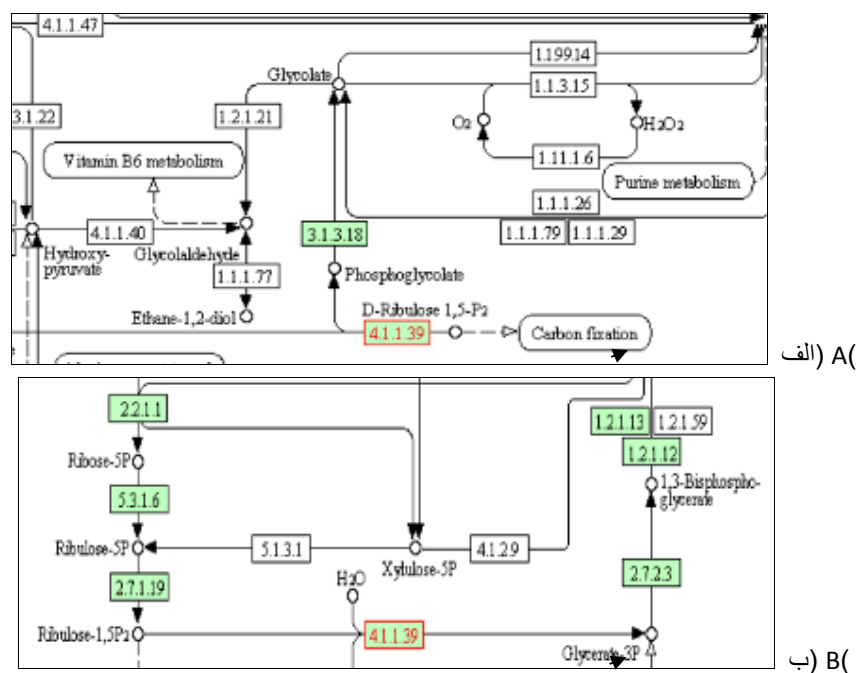 4.1.1.47
1.1.99.14
Glycolate
1.1.3.15
3.1.22
1.2.1.21
O2
H2O2
Vitamin B6 metabolism
1.11.1.6
Purine metabolism
1.1.1.26
4.1.1.40
3.1.3.18
1.1.1.79
1.1.1.29
Hydroxy-
pyruvate
Glycolaldehyde
1.1.1.77
Phosphoglycolate
D-Ribulose 1,5-P2
Ethane-1,2-diol
4.1.1.39
Carbon fixation
الف) A(
2.2.1.1
1.2.1.13
1.2.1.59
1.2.1.12
Ribose-5P
1,3-Bisphospho-
glycerate
5.3.1.6
Ribulose-5P
5.1.3.1
4.1.2.9
Xylulose-5P
H2O
2.7.2.3
2.7.1.19
Ribulose-1,5P2
4.1.1.39
Glycerate-3P
ب) B(